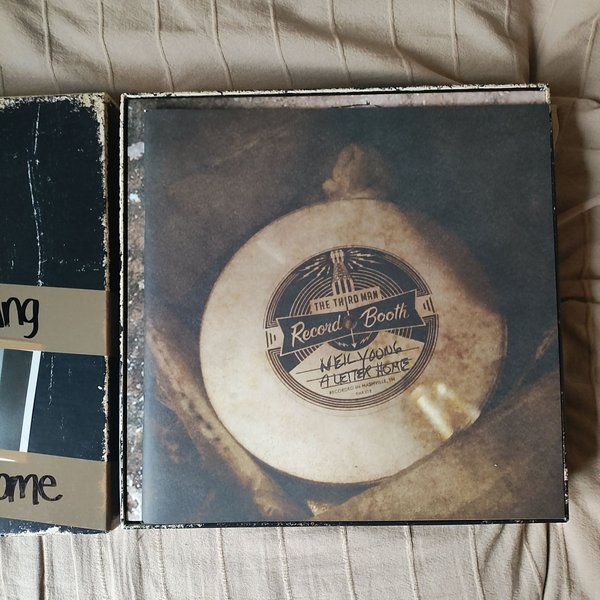 ng
ome
THE THIRD MAN
Record Booth
NEIL YOUNG
A LETTER HOME
RECORDED IN NASHVILLE, TN